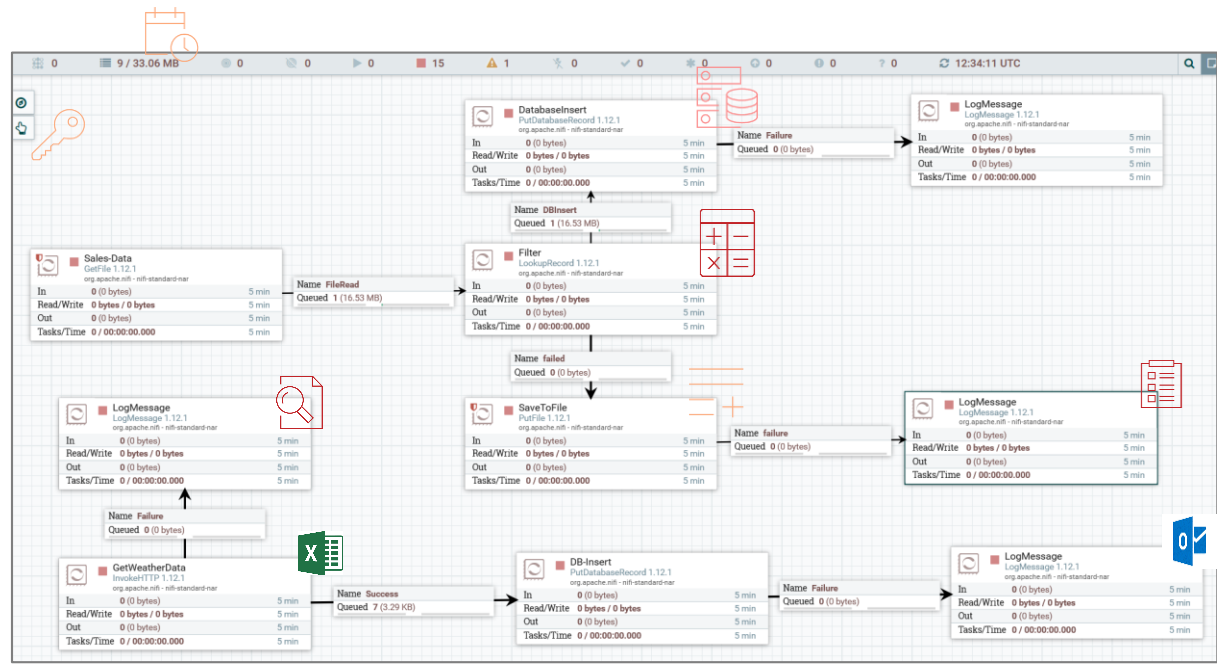 0 9 / 33.06 MB 0 0 0 15 1 0 0 0 0 0 0 12:34:11 UTC
DatabaseInsert
PutDatabaseRecord 1.12.1
org.apache.nifi - nifi-standard-nar
In 0 (0 bytes) 5 min
Read/Write 0 bytes / 0 bytes 5 min
Out 0 (0 bytes) 5 min
Tasks/Time 0 / 00:00:00.000 5 min
Name Failure
Queued 0 (0 bytes)
LogMessage
LogMessage 1.12.1
org.apache.nifi - nifi-standard-nar
In 0 (0 bytes) 5 min
Read/Write 0 bytes / 0 bytes 5 min
Out 0 (0 bytes) 5 min
Tasks/Time 0 / 00:00:00.000 5 min
Name DBInsert
Queued 1 (16.53 MB)
Sales-Data
GetFile 1.12.1
org.apache.nifi - nifi-standard-nar
In 0 (0 bytes) 5 min
Read/Write 0 bytes / 0 bytes 5 min
Out 0 (0 bytes) 5 min
Tasks/Time 0 / 00:00:00.000 5 min
Name FileRead
Queued 1 (16.53 MB)
Filter
LookupRecord 1.12.1
org.apache.nifi - nifi-standard-nar
In 0 (0 bytes) 5 min
Read/Write 0 bytes / 0 bytes 5 min
Out 0 (0 bytes) 5 min
Tasks/Time 0 / 00:00:00.000 5 min
Name failed
Queued 0 (0 bytes)
LogMessage
LogMessage 1.12.1
org.apache.nifi - nifi-standard-nar
In 0 (0 bytes) 5 min
Read/Write 0 bytes / 0 bytes 5 min
Out 0 (0 bytes) 5 min
Tasks/Time 0 / 00:00:00.000 5 min
SaveToFile
PutFile 1.12.1
org.apache.nifi - nifi-standard-nar
In 0 (0 bytes) 5 min
Read/Write 0 bytes / 0 bytes 5 min
Out 0 (0 bytes) 5 min
Tasks/Time 0 / 00:00:00.000 5 min
Name failure
Queued 0 (0 bytes)
LogMessage
LogMessage 1.12.1
org.apache.nifi - nifi-standard-nar
In 0 (0 bytes) 5 min
Read/Write 0 bytes / 0 bytes 5 min
Out 0 (0 bytes) 5 min
Tasks/Time 0 / 00:00:00.000 5 min
Name Failure
Queued 0 (0 bytes)
X
GetWeatherData
InvokeHTTP 1.12.1
org.apache.nifi - nifi-standard-nar
In 0 (0 bytes) 5 min
Read/Write 0 bytes / 0 bytes 5 min
Out 0 (0 bytes) 5 min
Tasks/Time 0 / 00:00:00.000 5 min
Name Success
Queued 7 (3.29 KB)
DB-Insert
PutDatabaseRecord 1.12.1
org.apache.nifi - nifi-standard-nar
In 0 (0 bytes) 5 min
Read/Write 0 bytes / 0 bytes 5 min
Out 0 (0 bytes) 5 min
Tasks/Time 0 / 00:00:00.000 5 min
Name Failure
Queued 0 (0 bytes)
O
LogMessage
LogMessage 1.12.1
org.apache.nifi - nifi-standard-nar
In 0 (0 bytes) 5 min
Read/Write 0 bytes / 0 bytes 5 min
Out 0 (0 bytes) 5 min
Tasks/Time 0 / 00:00:00.000 5 min